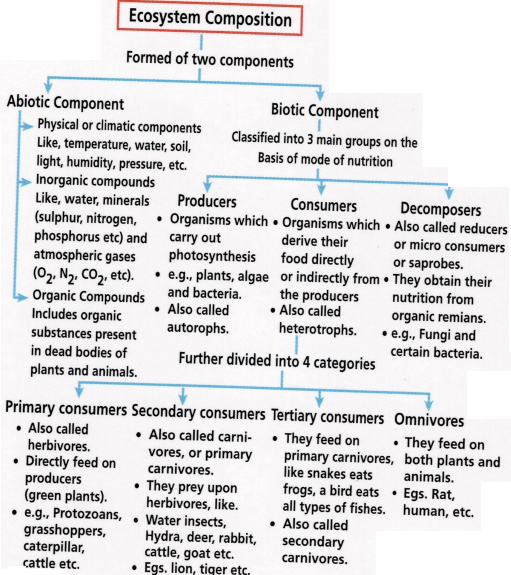 Ecosystem Composition
Formed of two components
Abiotic Component
Physical or climatic components
Like, temperature, water, soil,
light, humidity, pressure, etc.
Inorganic compounds
Like, water, minerals
(sulphur, nitrogen,
phosphorus etc) and
atmospheric gases
(O₂, N₂, CO₂, etc).
Organic Compounds
Includes organic
substances present
in dead bodies of
plants and animals.
Biotic Component
Classified into 3 main groups on the
Basis of mode of nutrition
Producers
• Organisms which
carry out
photosynthesis
• e.g., plants, algae
and bacteria.
• Also called
autorophs.
Consumers
• Organisms which
derive their
food directly
or indirectly from
the producers
• Also called
heterotrophs.
Decomposers
• Also called reducers
or micro consumers
or saprobes.
• They obtain their
nutrition from
organic remians.
• e.g., Fungi and
certain bacteria.
Further divided into 4 categories
Primary consumers
• Also called
herbivores.
• Directly feed on
producers
(green plants).
• e.g., Protozoans,
grasshoppers,
caterpillar,
cattle etc.
Secondary consumers
• Also called carni-
vores, or primary
carnivores.
• They prey upon
herbivores, like.
• Water insects,
Hydra, deer, rabbit,
cattle, goat etc.
• Egs. lion, tiger etc.
Tertiary consumers
• They feed on
primary carnivores,
like snakes eats
frogs, a bird eats
all types of fishes.
• Also called
secondary
carnivores.
Omnivores
• They feed on
both plants and
animals.
• Egs. Rat,
human, etc.